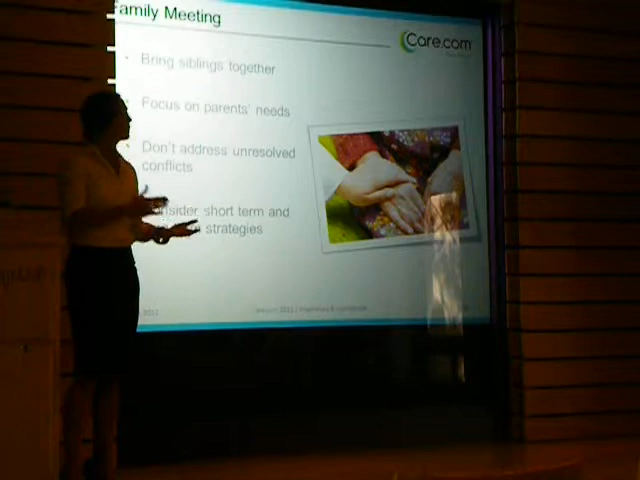 Family Meeting
Care.com
Bring siblings together
Focus on parents' needs
Don't address unresolved
conflicts
short term and
strategies